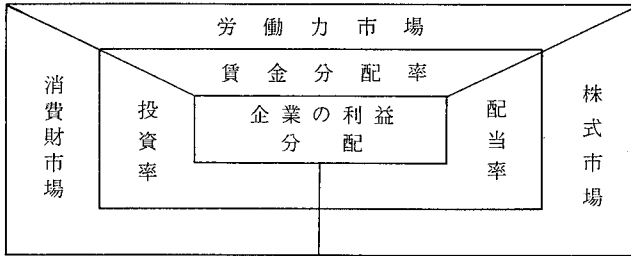 労働力市場
賃金分配率
消費財市場
投資率
企業の利益
分配
配当率
株式市場